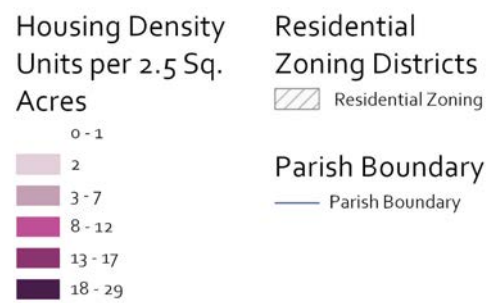 Housing Density
Units per 2.5 Sq.
Acres
0 - 1
2
3 - 7
8 - 12
13 - 17
18 - 29
Residential
Zoning Districts
Residential Zoning
Parish Boundary
Parish Boundary